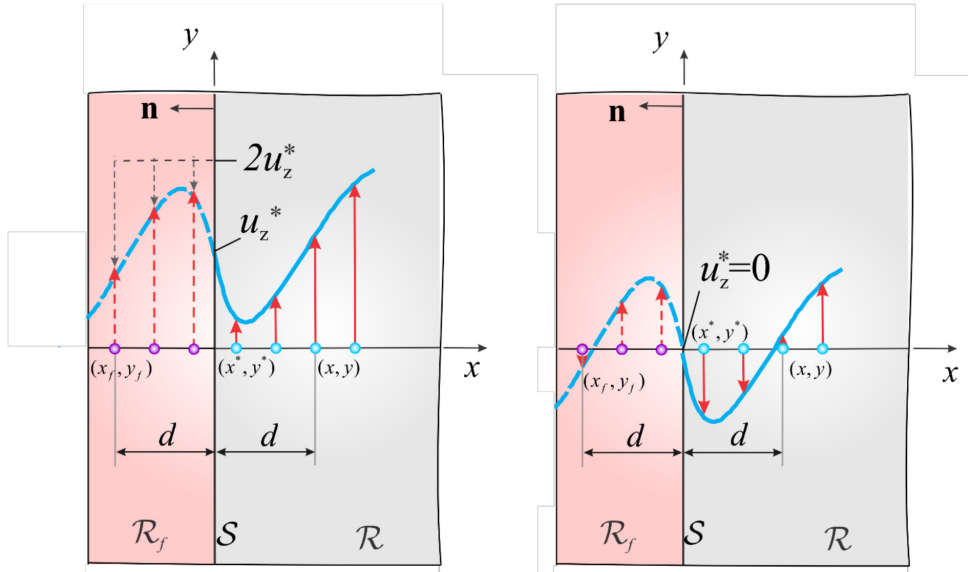 y
n
2u_z^*
u_z^*
(x_f, y_f)
(x^*, y^*)
(x, y)
x
d
d
ℛ_f
𝒮
ℛ
y
n
u_z^*=0
(x^*, y^*)
(x_f, y_f)
(x, y)
x
d
d
ℛ_f
𝒮
ℛ